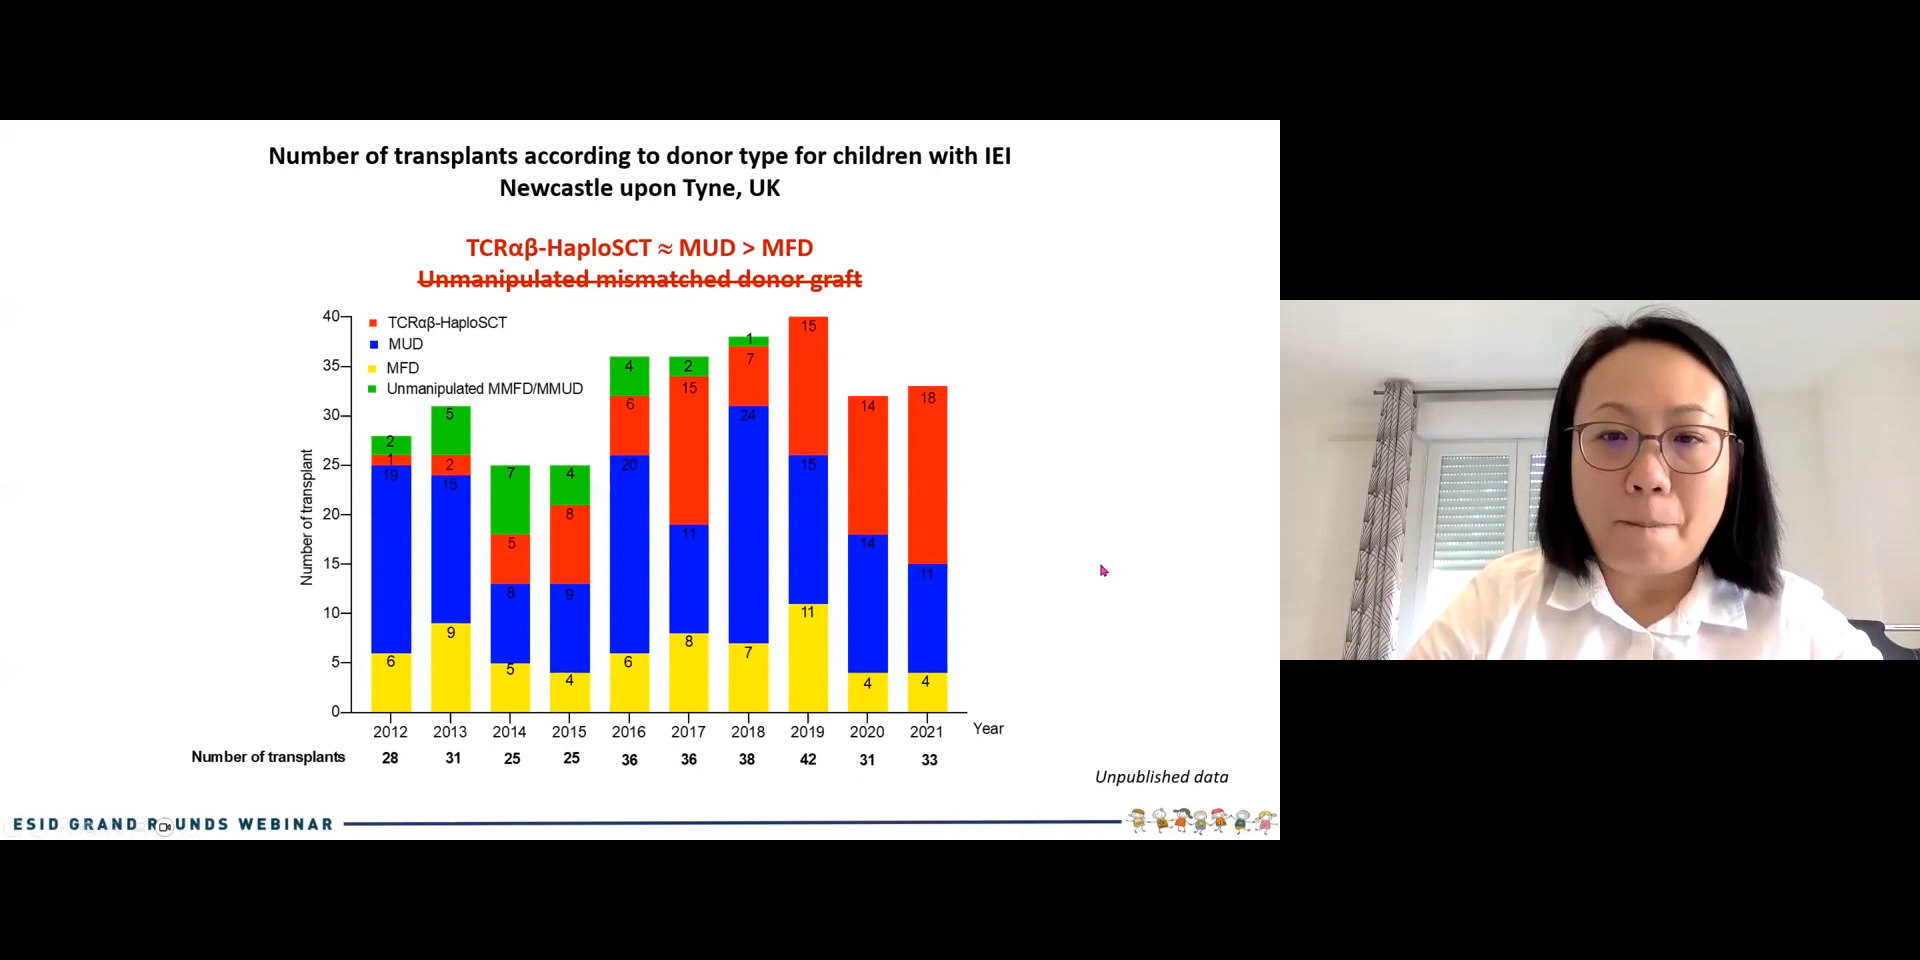 Number of transplants according to donor type for children with IEI
Newcastle upon Tyne, UK
TCRαβ-HaploSCT ≈ MUD > MFD
Unmanipulated mismatched donor graft
TCRαβ-HaploSCT
MUD
MFD
Unmanipulated MMFD/MMUD
Number of transplant
40
35
30
25
20
15
10
5
0
2 5 7 4 4 2 1
1 2 5 8 6 15 7 15 14 18
19 15 8 9 20 11 24 15 14 11
6 9 5 4 6 8 7 11 4 4
2012 2013 2014 2015 2016 2017 2018 2019 2020 2021 Year
Number of transplants 28 31 25 25 36 36 38 42 31 33
Unpublished data
ESID GRAND ROUNDS WEBINAR